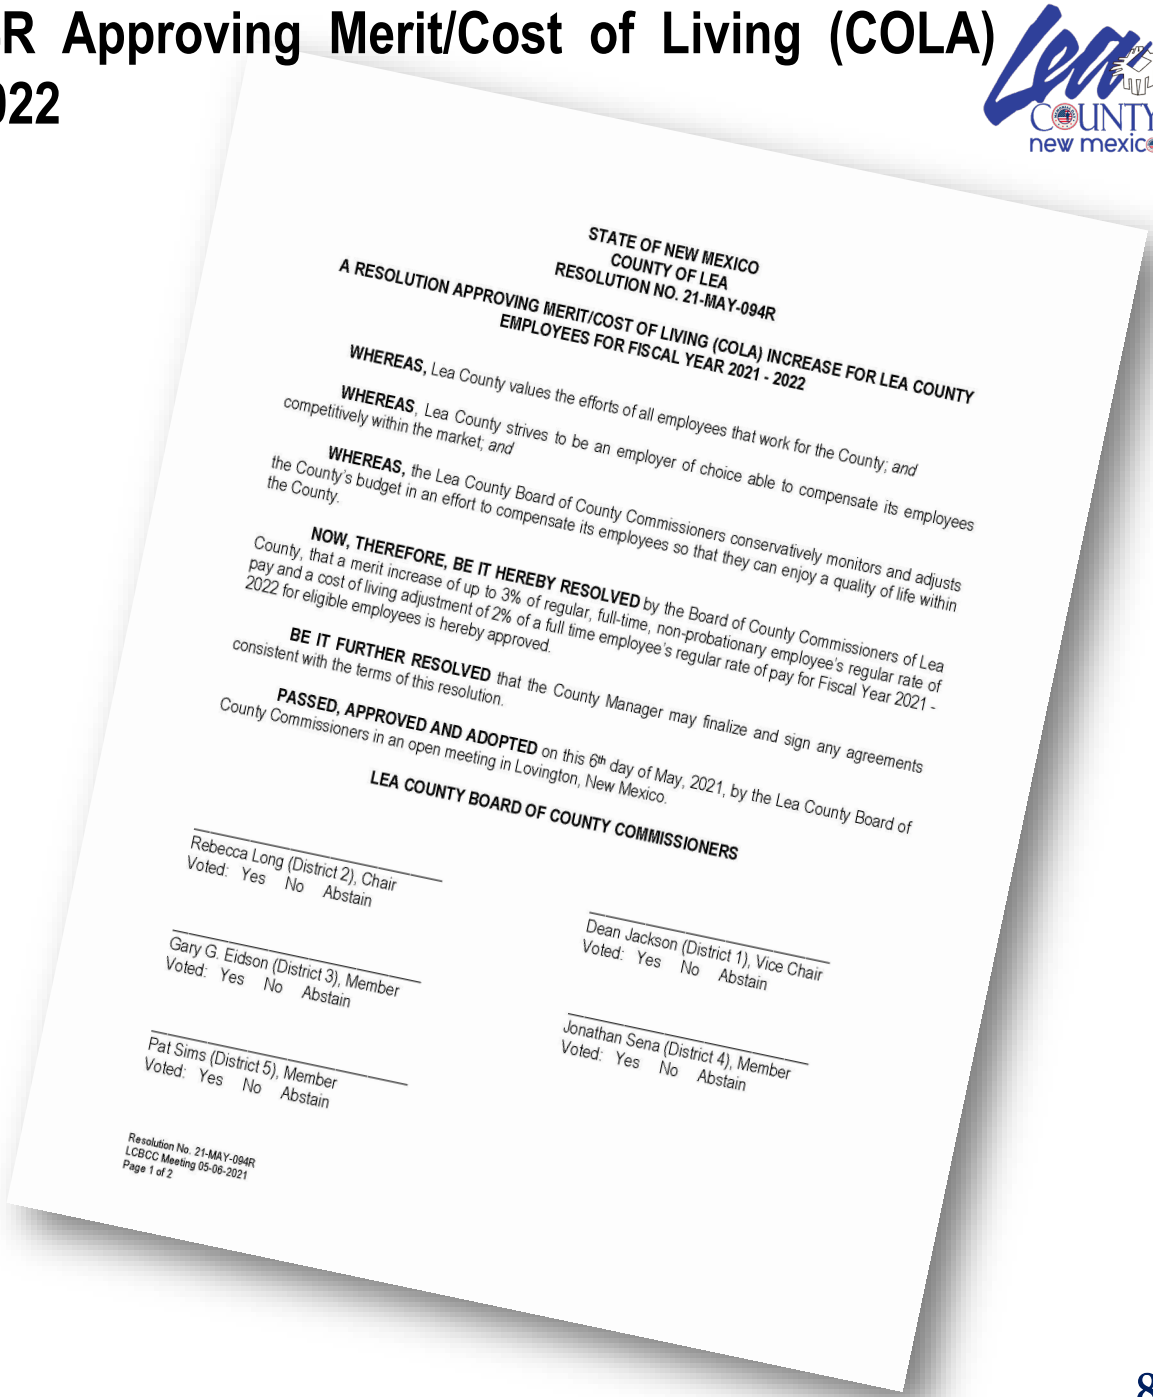 R Approving Merit/Cost of Living (COLA)
022
Lea
COUNTY
new mexico
STATE OF NEW MEXICO
COUNTY OF LEA
RESOLUTION NO. 21-MAY-094R
A RESOLUTION APPROVING MERIT/COST OF LIVING (COLA) INCREASE FOR LEA COUNTY
EMPLOYEES FOR FISCAL YEAR 2021 - 2022
WHEREAS, Lea County values the efforts of all employees that work for the County; and
WHEREAS, Lea County strives to be an employer of choice able to compensate its employees
competitively within the market; and
WHEREAS, the Lea County Board of County Commissioners conservatively monitors and adjusts
the County's budget in an effort to compensate its employees so that they can enjoy a quality of life within
the County.
NOW, THEREFORE, BE IT HEREBY RESOLVED by the Board of County Commissioners of Lea
County, that a merit increase of up to 3% of regular, full-time, non-probationary employee's regular rate of
pay and a cost of living adjustment of 2% of a full time employee's regular rate of pay for Fiscal Year 2021 -
2022 for eligible employees is hereby approved.
BE IT FURTHER RESOLVED that the County Manager may finalize and sign any agreements
consistent with the terms of this resolution.
PASSED, APPROVED AND ADOPTED on this 6th day of May, 2021, by the Lea County Board of
County Commissioners in an open meeting in Lovington, New Mexico.
LEA COUNTY BOARD OF COUNTY COMMISSIONERS
Rebecca Long (District 2), Chair
Voted: Yes No Abstain
Dean Jackson (District 1), Vice Chair
Voted: Yes No Abstain
Gary G. Eidson (District 3), Member
Voted: Yes No Abstain
Jonathan Sena (District 4), Member
Voted: Yes No Abstain
Pat Sims (District 5), Member
Voted: Yes No Abstain
Resolution No. 21-MAY-094R
LCBCC Meeting 05-06-2021
Page 1 of 2
8